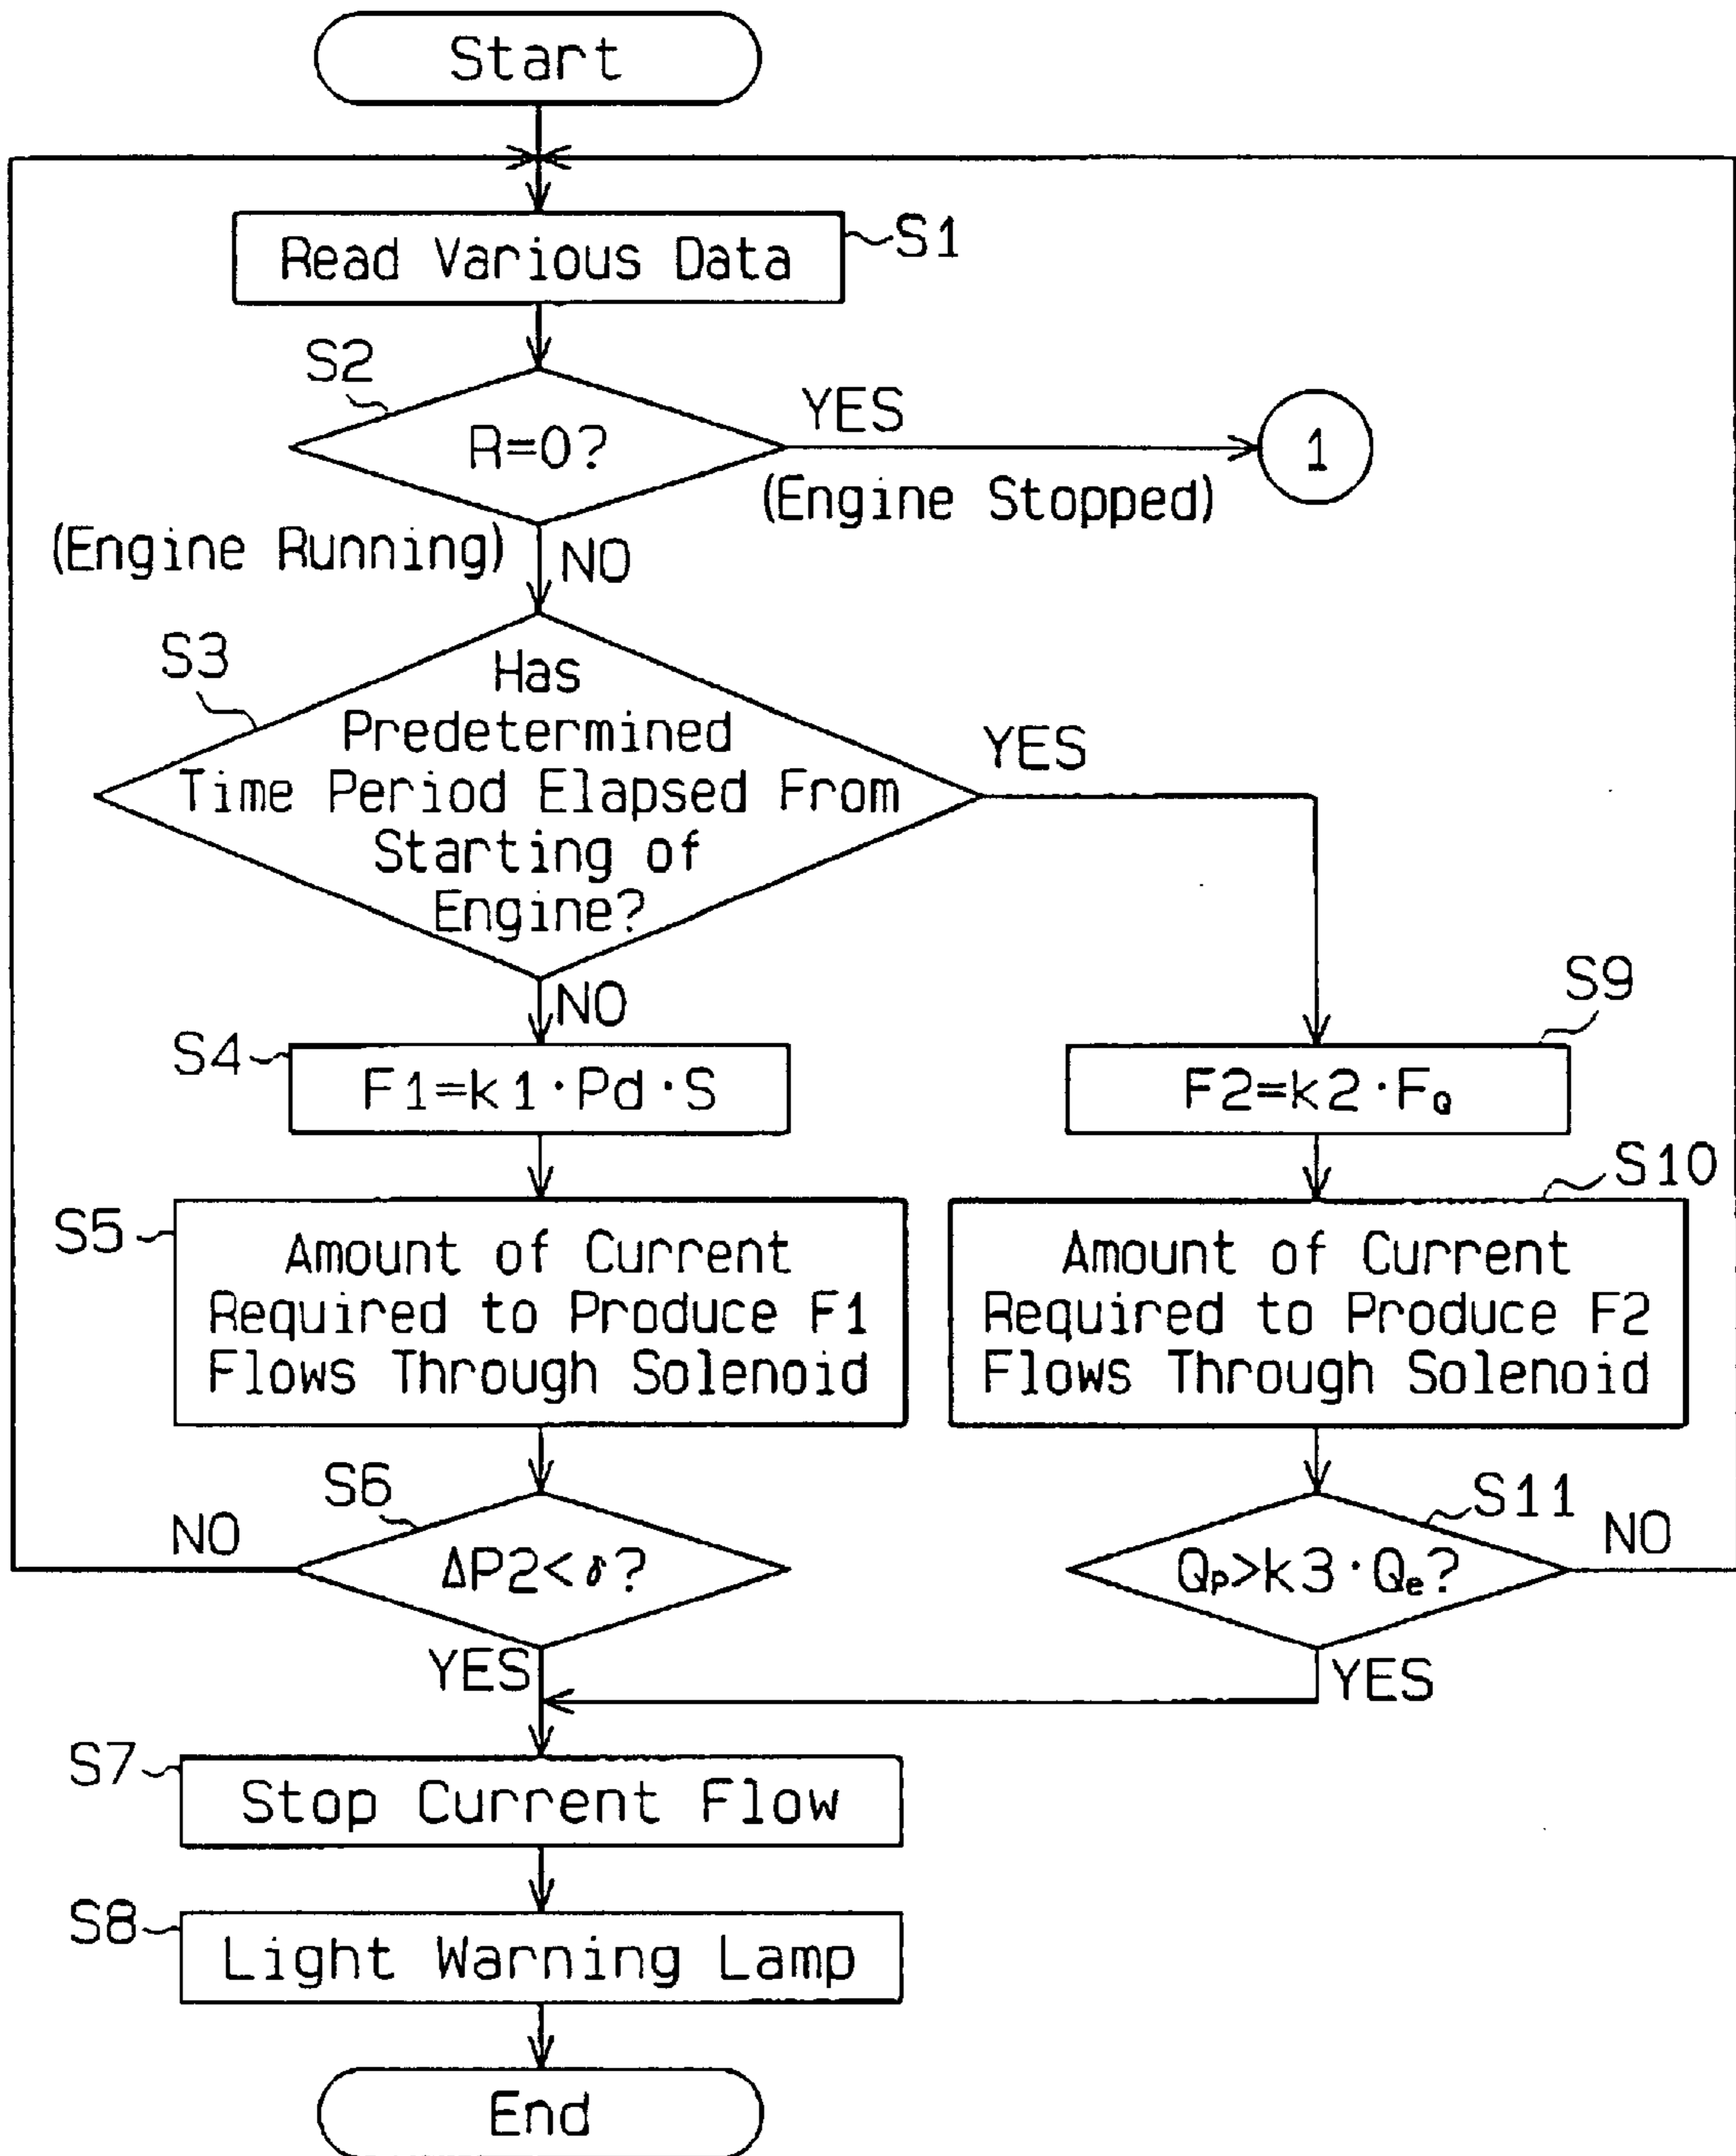 Start
Read Various Data
S1
S2
R=0?
YES
(Engine Stopped)
1
(Engine Running)
NO
S3
Has
Predetermined
Time Period Elapsed From
Starting of
Engine?
YES
NO
S4
F1=k1·Pd·S
S9
F2=k2·FQ
S5
Amount of Current
Required to Produce F1
Flows Through Solenoid
S10
Amount of Current
Required to Produce F2
Flows Through Solenoid
S6
NO
ΔP2<γ?
YES
S11
Qp>k3·Qe?
NO
YES
S7
Stop Current Flow
S8
Light Warning Lamp
End